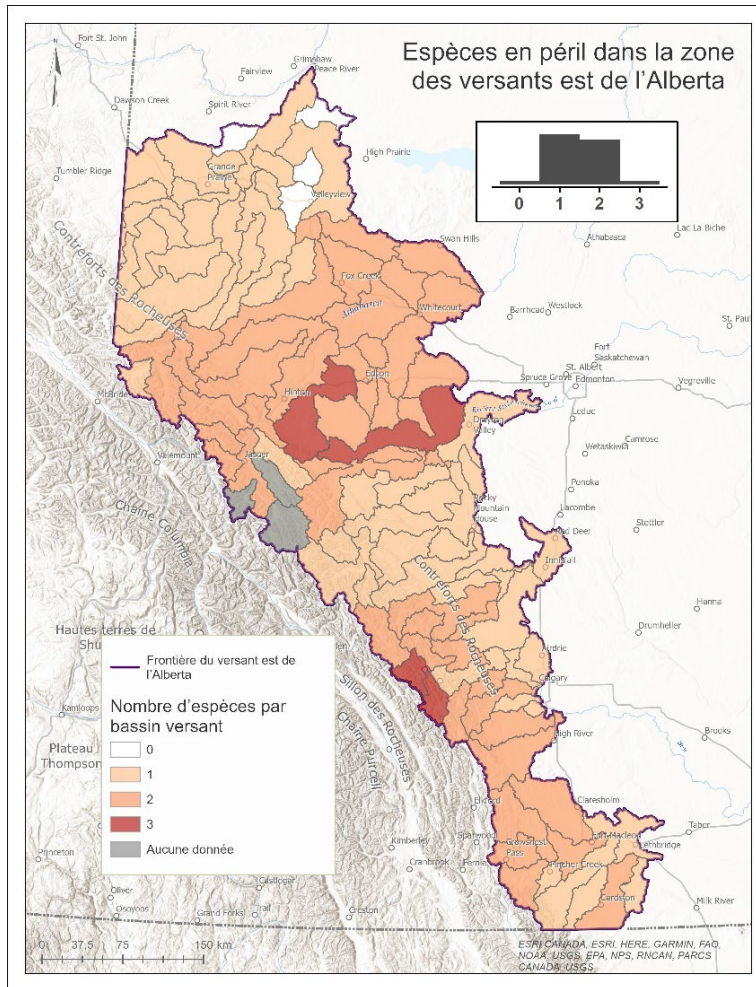 Espèces en péril dans la zone
des versants est de l'Alberta
0 1 2 3
Fort St. John
Grimshaw
Peace River
Fairview
Dawson Creek
Spirit River
High Prairie
Tumbler Ridge
Grande
Prairie
Valleyview
Swan Hills
Lac La Biche
Athabasca
Contreforts des Rocheuses
Fox Creek
Whitecourt
Athabasca
Barrhead
Westlock
St. Paul
Fort
Saskatchewan
St. Albert
Spruce Grove
Edmonton
Vegreville
Edson
Hinton
McBride
Drayton
Valley
Leduc
Camrose
Wetaskiwin
Valemount
Jasper
Ponoka
Rocky
Mountain
House
Lacombe
Stettler
Red Deer
Chaîne Columbia
Innisfail
Contreforts des Rocheuses
Hanna
Drumheller
Hautes terres de
Airdrie
Calgary
Sillon des Rocheuses
Chaîne Purcell
Kamloops
Plateau
Thompson
High River
Brooks
Claresholm
Elkford
Sparwood
Fort Macleod
Taber
Lethbridge
Crowsnest
Pass
Fernie
Pincher Creek
Kimberley
Cranbrook
Cardston
Milk River
Princeton
Oliver
Osoyoos
Castlegar
Grand Forks
Trail
Creston
Frontière du versant est de
l'Alberta
Nombre d'espèces par
bassin versant
0
1
2
3
Aucune donnée
0 37,5 75 150 km
ESRI CANADA, ESRI, HERE, GARMIN, FAO,
NOAA, USGS, EPA, NPS, RNCAN, PARCS
CANADA, USGS